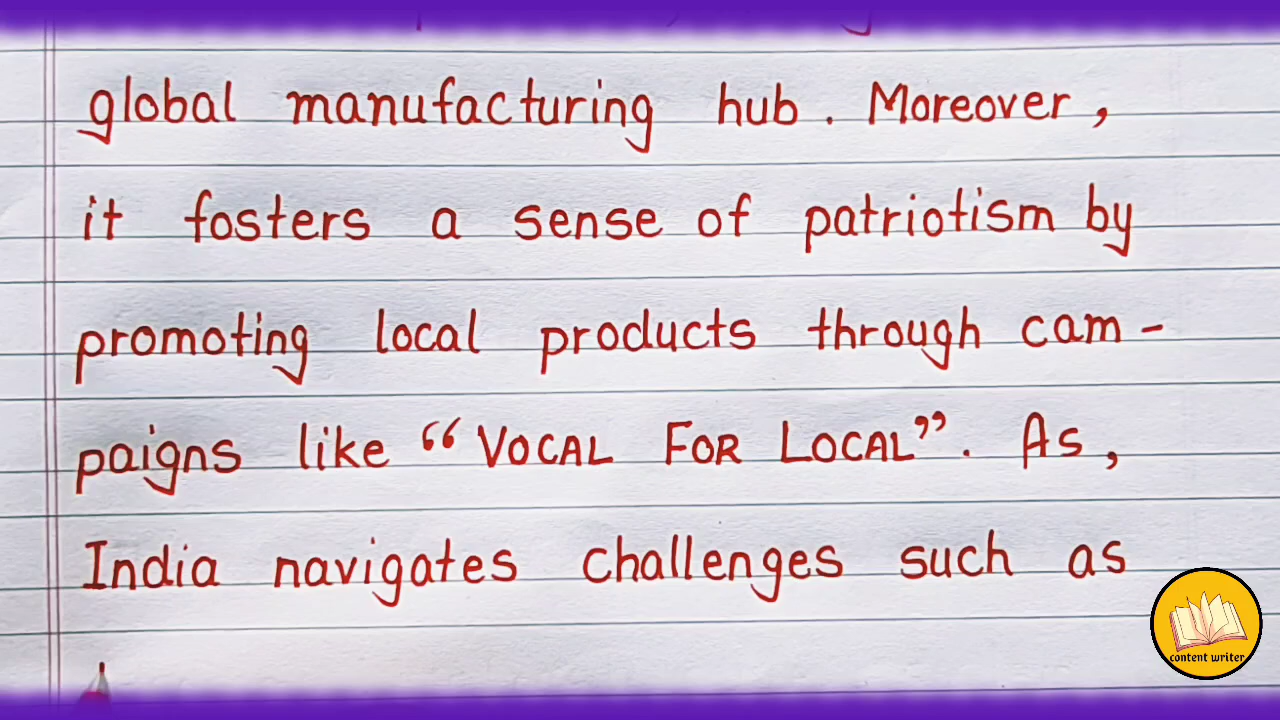 global manufacturing hub. Moreover,
it fosters a sense of patriotism by
promoting local products through cam-
paigns like “VOCAL FOR LOCAL”. As,
India navigates challenges such as
content writer